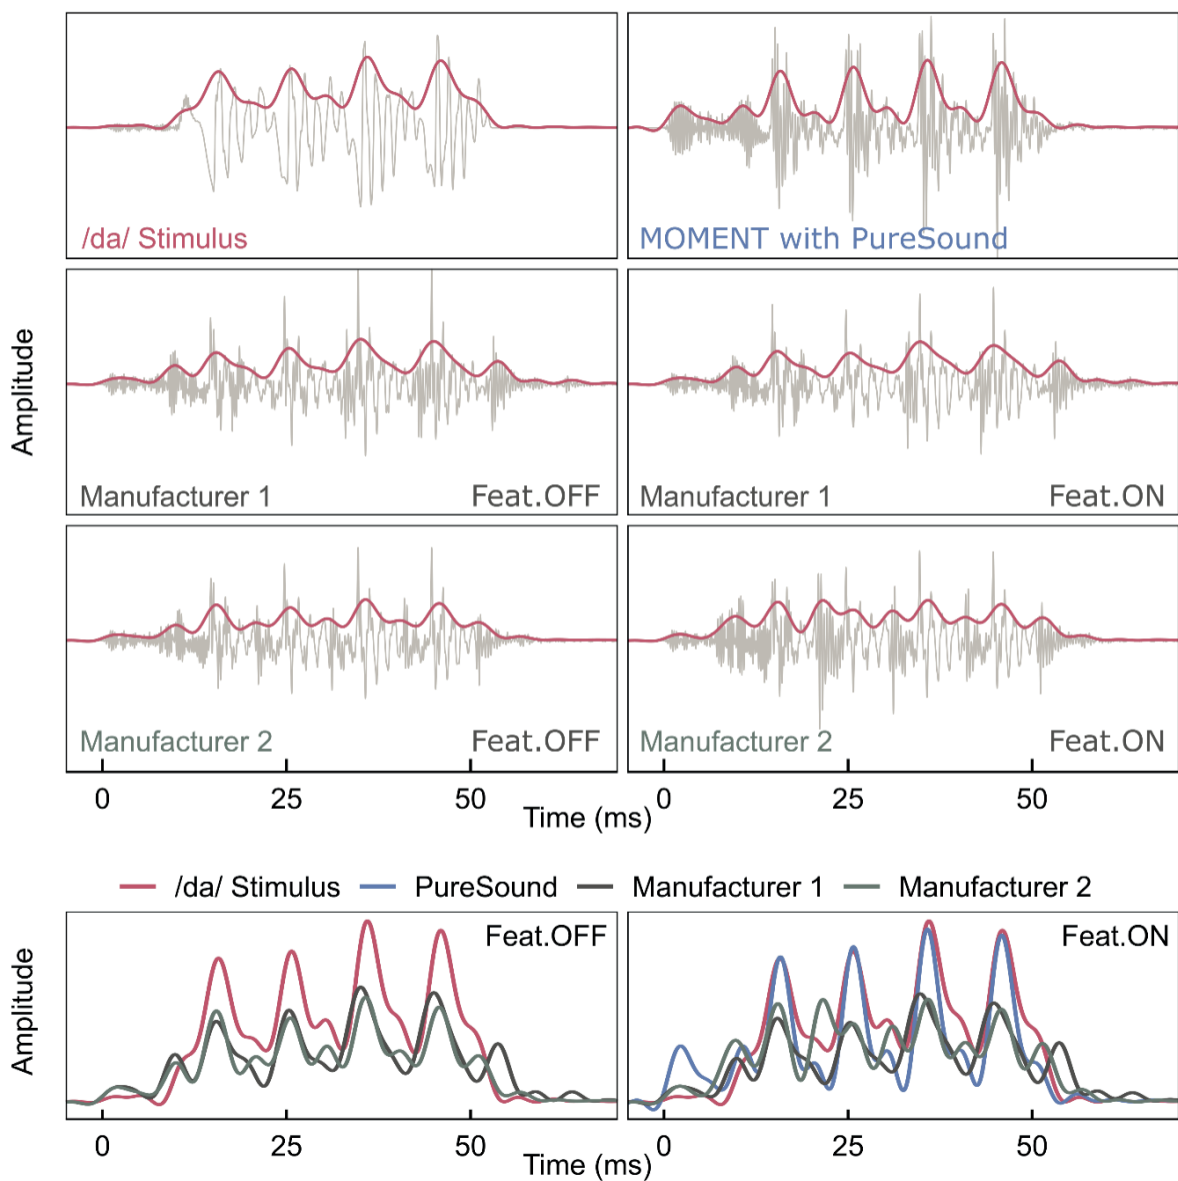 /da/ Stimulus
MOMENT with PureSound
Amplitude
Manufacturer 1
Feat.OFF
Manufacturer 1
Feat.ON
Manufacturer 2
Feat.OFF
Manufacturer 2
Feat.ON
0 25 50 0 25 50
Time (ms)
/da/ Stimulus PureSound Manufacturer 1 Manufacturer 2
Feat.OFF
Feat.ON
Amplitude
0 25 50 0 25 50
Time (ms)